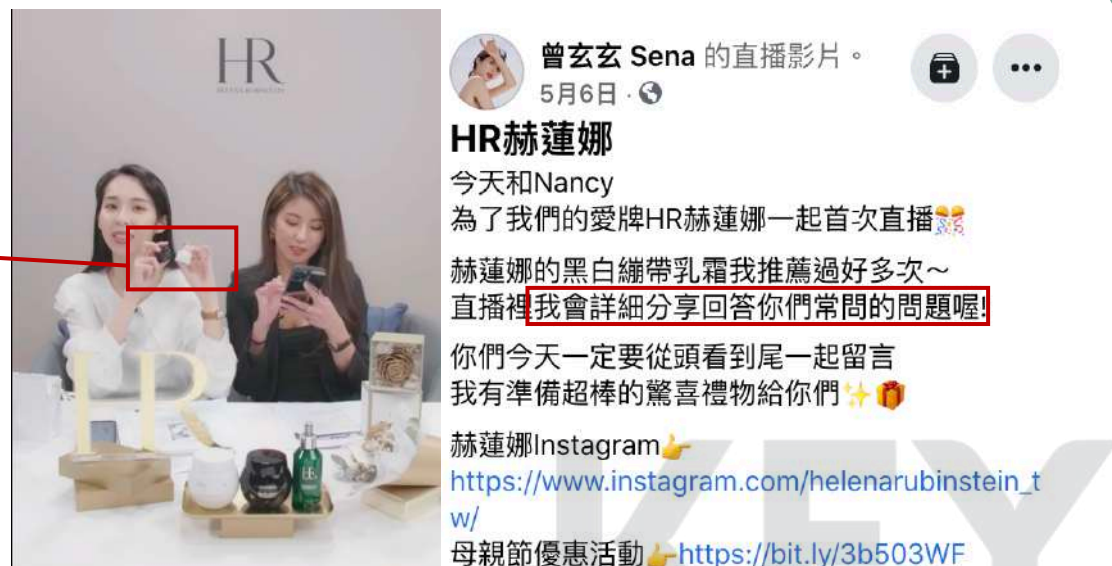 HR
曾玄玄 Sena 的直播影片。
5月6日
HR赫蓮娜
今天和Nancy
為了我們的愛牌HR赫蓮娜一起首次直播🎊
赫蓮娜的黑白繃帶乳霜我推薦過好多次～
直播裡我會詳細分享回答你們常問的問題喔!
你們今天一定要從頭看到尾一起留言
我有準備超棒的驚喜禮物給你們✨🎁
赫蓮娜Instagram👉
https://www.instagram.com/helenarubinstein_t
w/
母親節優惠活動👉https://bit.ly/3b503WF
HR
KEY